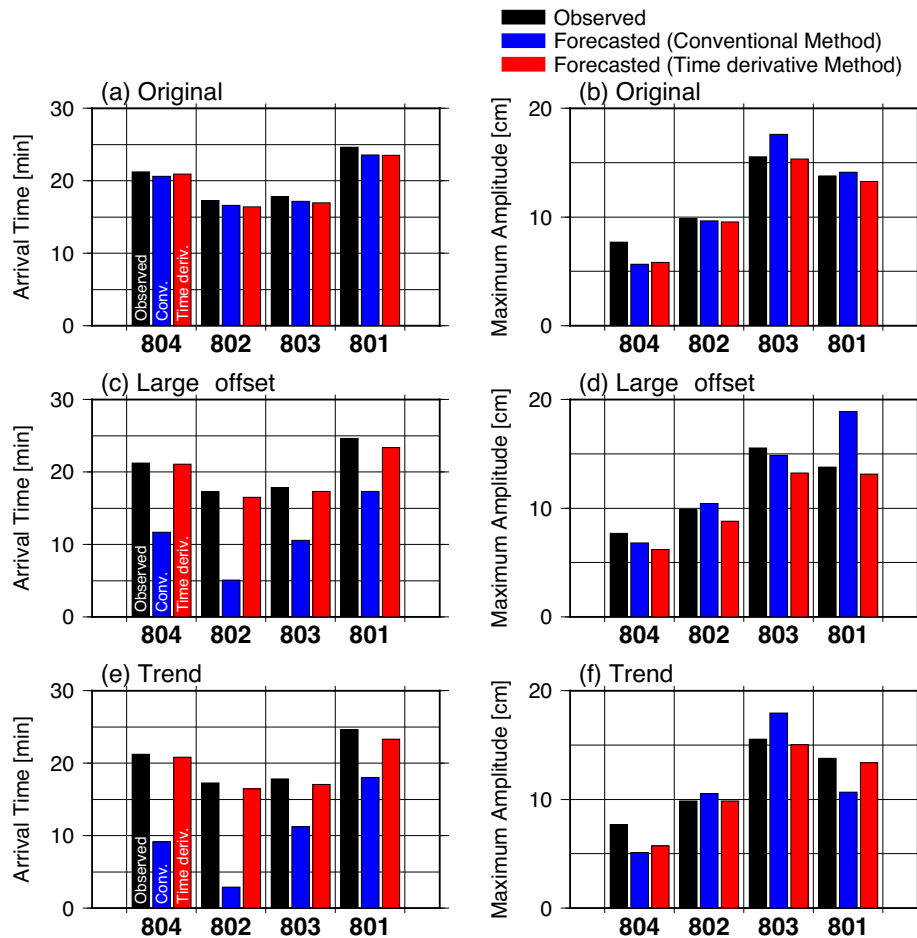 Observed
Forecasted (Conventional Method)
Forecasted (Time derivative Method)
(a) Original
Arrival Time [min]
30
20
10
0
Observed
Conv.
Time deriv.
804 802 803 801
(b) Original
Maximum Amplitude [cm]
20
10
0
804 802 803 801
(c) Large offset
Arrival Time [min]
30
20
10
0
Observed
Conv.
Time deriv.
804 802 803 801
(d) Large offset
Maximum Amplitude [cm]
20
10
0
804 802 803 801
(e) Trend
Arrival Time [min]
30
20
10
0
Observed
Conv.
Time deriv.
804 802 803 801
(f) Trend
Maximum Amplitude [cm]
20
10
0
804 802 803 801